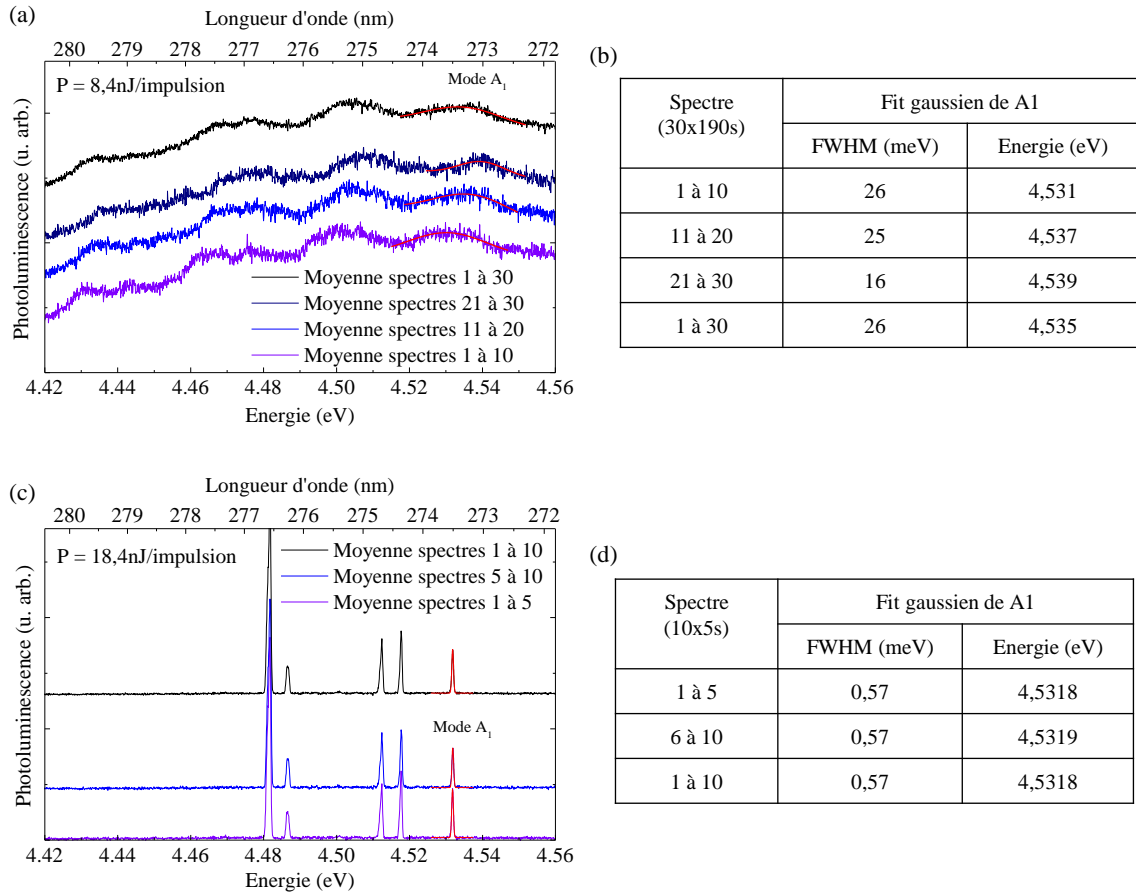 (a)
Longueur d'onde (nm)
280 279 278 277 276 275 274 273 272
P = 8,4nJ/impulsion
Mode A1
Photoluminescence (u. arb.)
Moyenne spectres 1 à 30
Moyenne spectres 21 à 30
Moyenne spectres 11 à 20
Moyenne spectres 1 à 10
4.42 4.44 4.46 4.48 4.50 4.52 4.54 4.56
Energie (eV)
(b)
Spectre
(30x190s)
Fit gaussien de A1
FWHM (meV) Energie (eV)
1 à 10 26 4,531
11 à 20 25 4,537
21 à 30 16 4,539
1 à 30 26 4,535
(c)
Longueur d'onde (nm)
280 279 278 277 276 275 274 273 272
P = 18,4nJ/impulsion
Moyenne spectres 1 à 10
Moyenne spectres 5 à 10
Moyenne spectres 1 à 5
Mode A1
Photoluminescence (u. arb.)
4.42 4.44 4.46 4.48 4.50 4.52 4.54 4.56
Energie (eV)
(d)
Spectre
(10x5s)
Fit gaussien de A1
FWHM (meV) Energie (eV)
1 à 5 0,57 4,5318
6 à 10 0,57 4,5319
1 à 10 0,57 4,5318